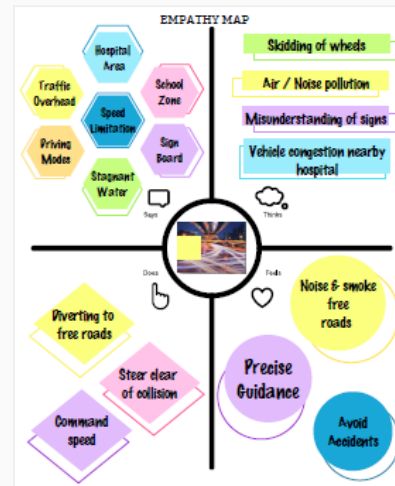 EMPATHY MAP
Hospital
Area
Traffic
Overhead
School
Zone
Speed
Limitation
Driving
Modes
Sign
Board
Stagnant
Water
Says
Skidding of wheels
Air / Noise pollution
Misunderstanding of signs
Vehicle congestion nearby
hospital
Thinks
Does
Diverting to
free roads
Steer clear
of collision
Command
speed
Feels
Noise & smoke
free
roads
Precise
Guidance
Avoid
Accidents